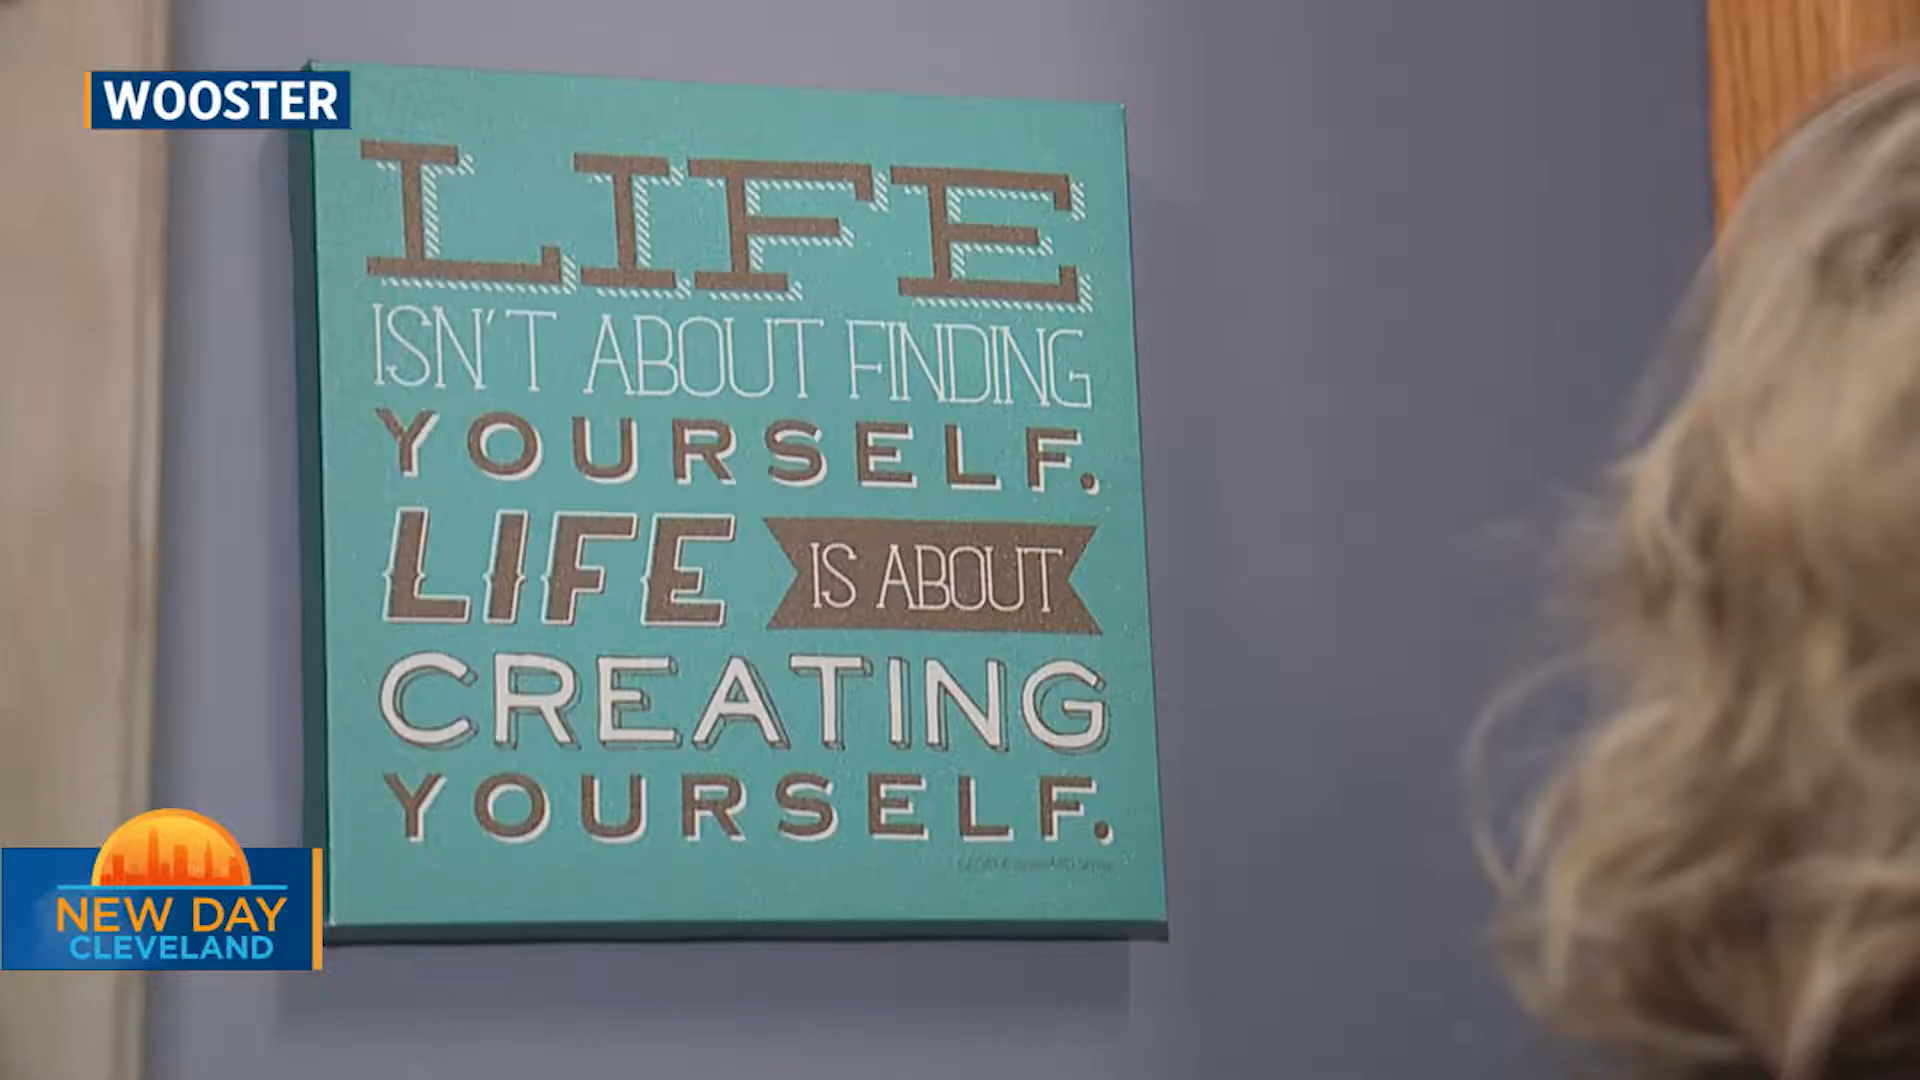 WOOSTER
LIFE
ISN'T ABOUT FINDING
YOURSELF.
LIFE IS ABOUT
CREATING
YOURSELF.
NEW DAY
CLEVELAND